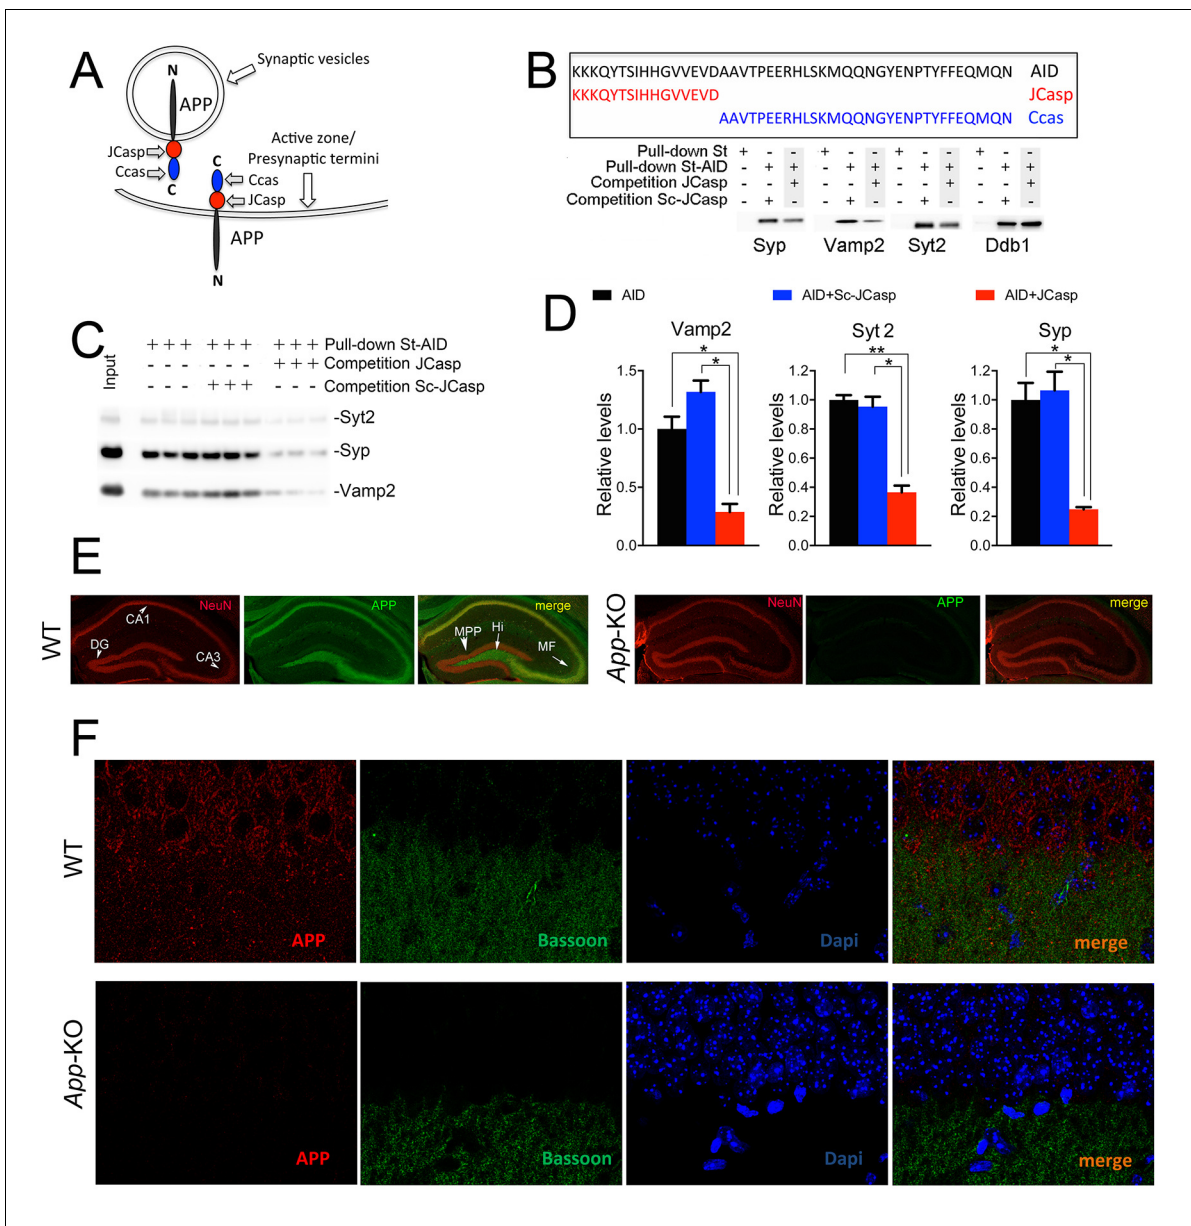 A
N
Synaptic vesicles
APP
JCasp
Ccas
C
Active zone/
Presynaptic termini
C
Ccas
JCasp
APP
N
B
KKKQYTSIHHGVVEVDAAVTPEERHLSKMQQNGYENPTYFFEQMQN AID
KKKQYTSIHHGVVEVD JCasp
AAVTPEERHLSKMQQNGYENPTYFFEQMQN Ccas
+ - - Pull-down St + - - + - - + - -
- + + Pull-down St-AID - + + - + + - + +
- - + Competition JCasp - - + - - + - - +
- + - Competition Sc-JCasp - + - - + - - + -
Syp Vamp2 Syt2 Ddb1
C
Input
+ + + + + + + + + Pull-down St-AID
- - - - - - + + + Competition JCasp
- - - + + + - - - Competition Sc-JCasp
-Syt2
-Syp
-Vamp2
D
AID AID+Sc-JCasp AID+JCasp
Vamp2
*
*
Relative levels
1.5
1.0
0.5
0.0
Syt 2
**
*
Relative levels
1.2
1.0
0.8
0.6
0.4
0.2
0.0
Syp
*
*
Relative levels
1.2
1.0
0.8
0.6
0.4
0.2
0.0
E
WT
NeuN
CA1
DG
CA3
APP
merge
MPP
Hi
MF
App-KO
NeuN
APP
merge
F
WT
APP
Bassoon
Dapi
merge
App-KO
APP
Bassoon
Dapi
merge